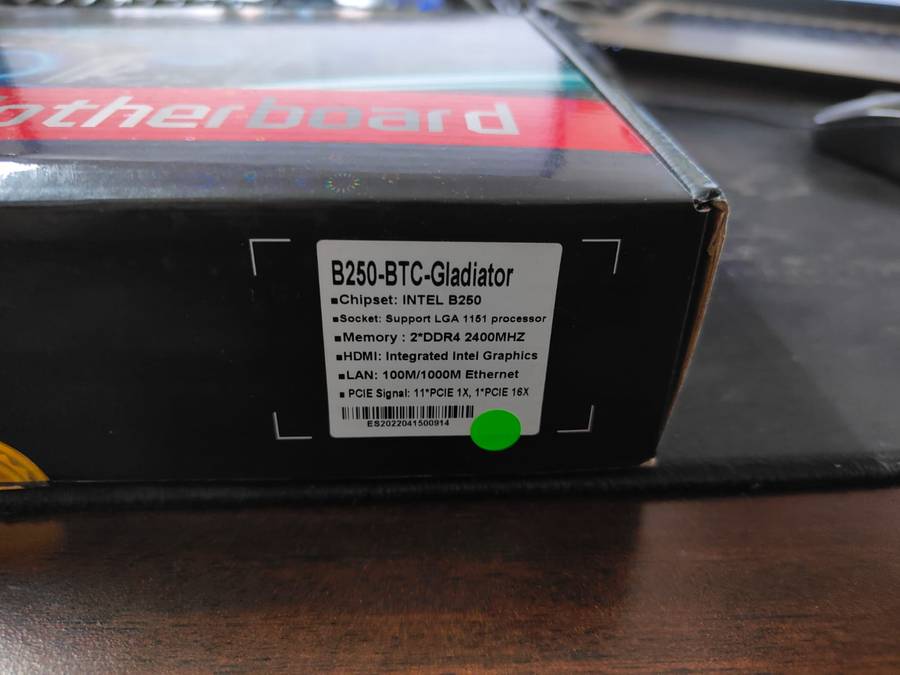 otherboard
B250-BTC-Gladiator
▪Chipset: INTEL B250
▪Socket: Support LGA 1151 processor
▪Memory : 2*DDR4 2400MHZ
▪HDMI: Integrated Intel Graphics
▪LAN: 100M/1000M Ethernet
▪ PCIE Signal: 11*PCIE 1X, 1*PCIE 16X
ES2022041500914